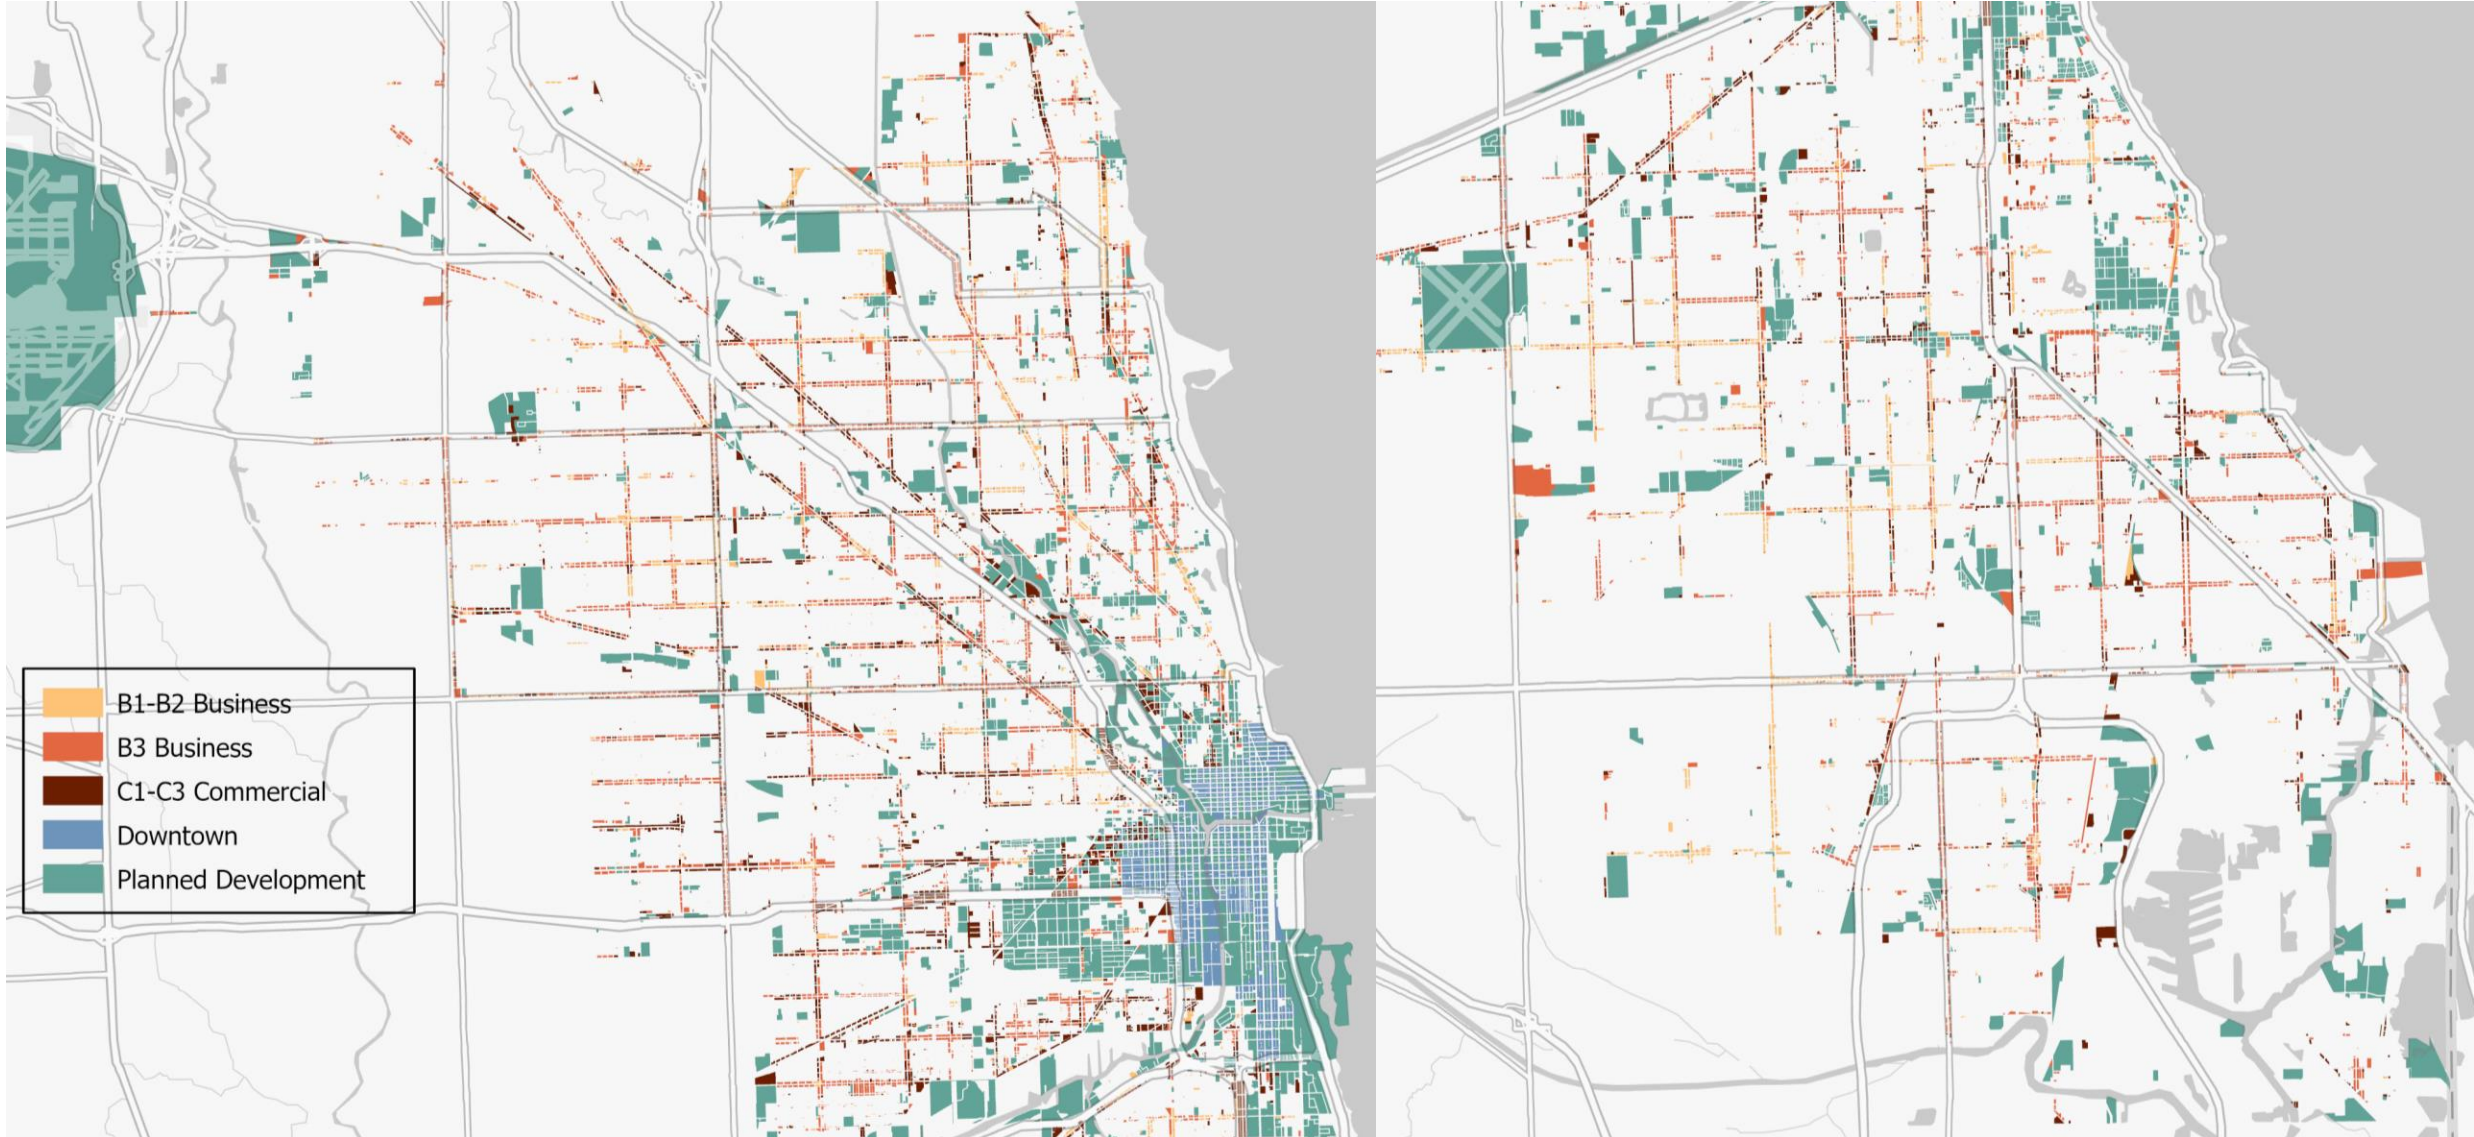 B1-B2 Business
B3 Business
C1-C3 Commercial
Downtown
Planned Development